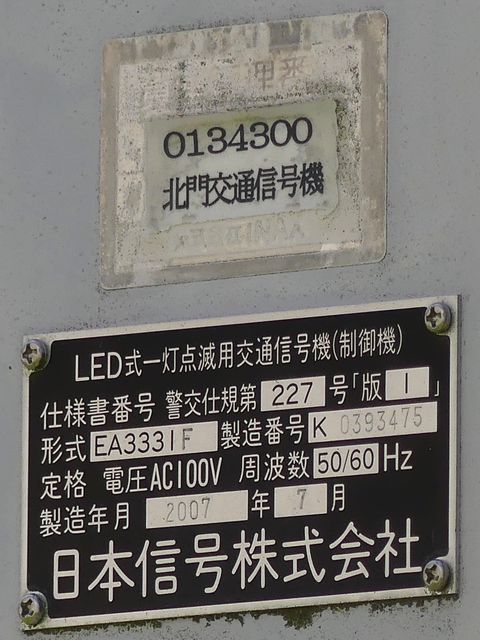 0134300
北門交通信号機
LED式一灯点滅用交通信号機(制御機)
仕様書番号 警交仕規第 227 号「版 1」
形式 EA3331F 製造番号 K 0393475
定格 電圧AC100V 周波数 50/60 Hz
製造年月 2007 年 7 月
日本信号株式会社